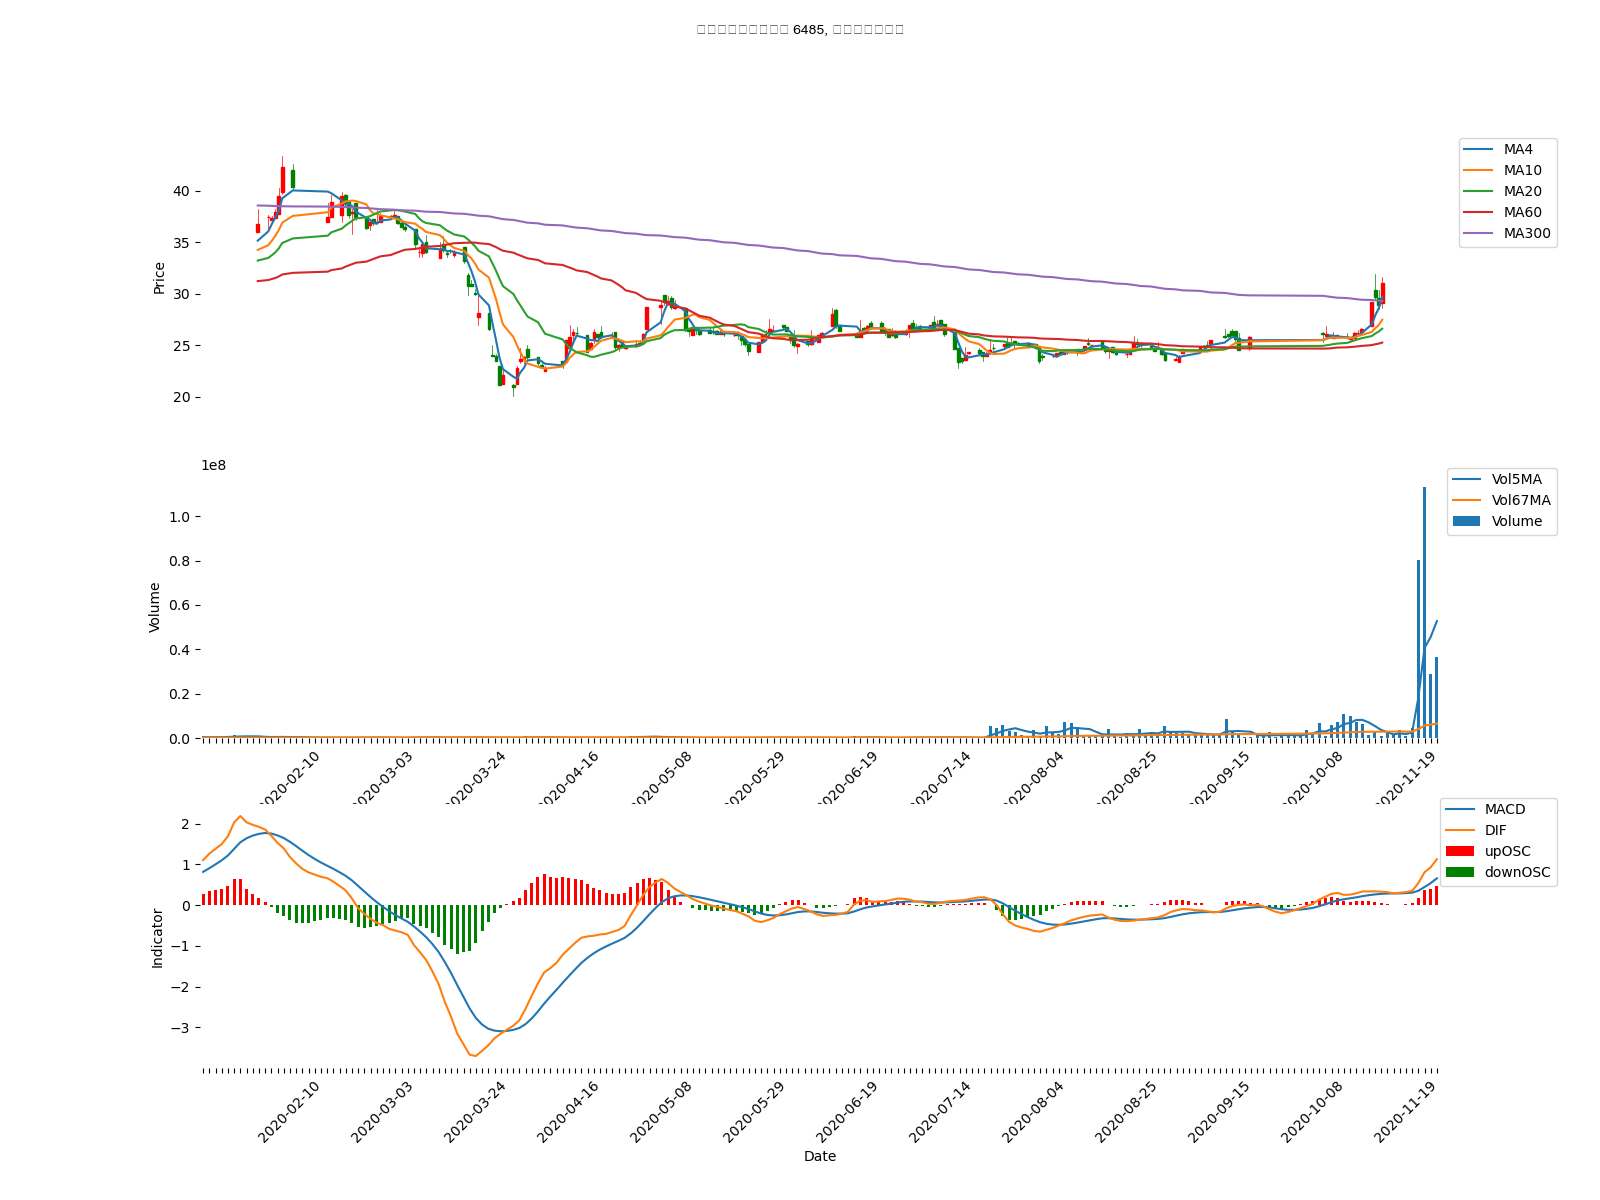 6485,
MA4
MA10
MA20
MA60
MA300
Price
40
35
30
25
20
1e8
Vol5MA
Vol67MA
Volume
Volume
1.0
0.8
0.6
0.4
0.2
0.0
2020-02-10 2020-03-03 2020-03-24 2020-04-16 2020-05-08 2020-05-29 2020-06-19 2020-07-14 2020-08-04 2020-08-25 2020-09-15 2020-10-08 2020-11-19
MACD
DIF
upOSC
downOSC
Indicator
2
1
0
−1
−2
−3
2020-02-10 2020-03-03 2020-03-24 2020-04-16 2020-05-08 2020-05-29 2020-06-19 2020-07-14 2020-08-04 2020-08-25 2020-09-15 2020-10-08 2020-11-19
Date